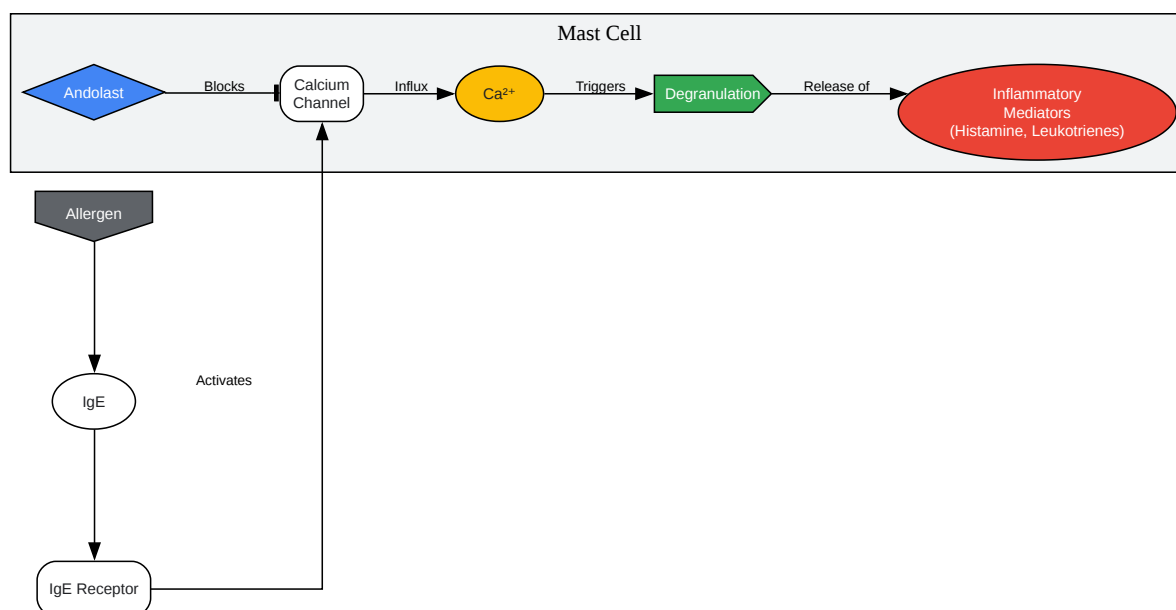 Mast Cell
Andolast
Blocks
Calcium
Channel
Influx
Ca²⁺
Triggers
Degranulation
Release of
Inflammatory
Mediators
(Histamine, Leukotrienes)
Allergen
Activates
IgE
IgE Receptor